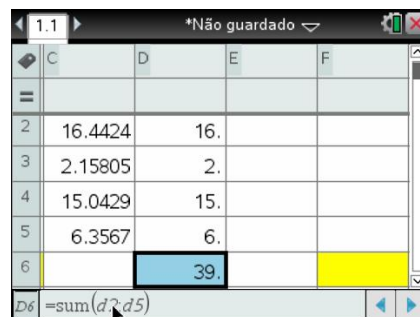 1.1 *Não guardado
C D E F
=
2 16.4424 16.
3 2.15805 2.
4 15.0429 15.
5 6.3567 6.
6 39.
D6 =sum(d2:d5)